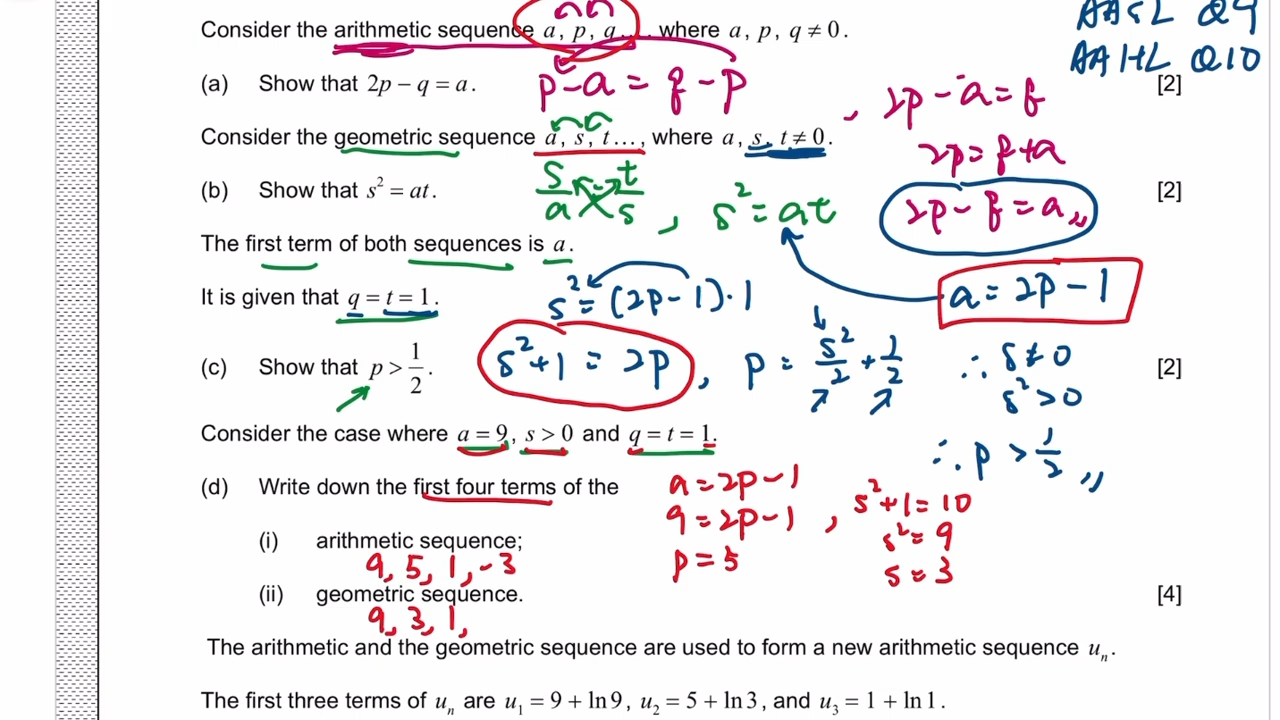 AASL Q9
AAHL Q10
Consider the arithmetic sequence a, p, q... where a, p, q ≠ 0.
(a) Show that 2p − q = a. [2]
p − a = q − p
, 2p − a = q
2p = q + a
2p − q = a,,
Consider the geometric sequence a, s, t..., where a, s, t ≠ 0.
(b) Show that s² = at. [2]
s/a = t/s , s² = at
The first term of both sequences is a.
It is given that q = t = 1.
a = 2p − 1
s² = (2p − 1)·1
(c) Show that p > 1/2. [2]
s² + 1 = 2p , p = s²/2 + 1/2
∴ s ≠ 0
s² > 0
∴ p > 1/2 ,,
Consider the case where a = 9, s > 0 and q = t = 1.
(d) Write down the first four terms of the
a = 2p − 1
9 = 2p − 1 , s² + 1 = 10
p = 5
s² = 9
s = 3
(i) arithmetic sequence;
9, 5, 1, −3
(ii) geometric sequence. [4]
9, 3, 1,
The arithmetic and the geometric sequence are used to form a new arithmetic sequence uₙ.
The first three terms of uₙ are u₁ = 9 + ln 9, u₂ = 5 + ln 3, and u₃ = 1 + ln 1.